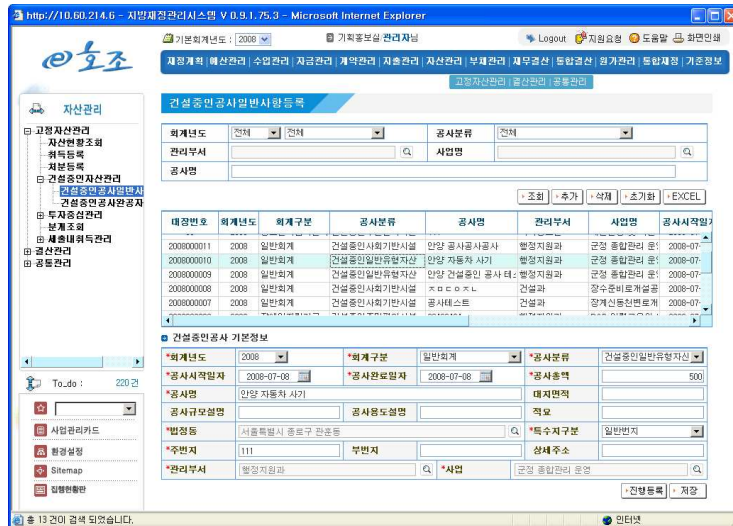 http://10.60.214.6 - 지방재정관리시스템 V 0.9.1.75.3 - Microsoft Internet Explorer
e호조
기본회계년도 : 2008 기획홍보실 관리자님 Logout 지원요청 도움말 화면인쇄
재정계획 | 예산관리 | 수입관리 | 자금관리 | 계약관리 | 지출관리 | 자산관리 | 부채관리 | 재무결산 | 통합결산 | 원가관리 | 통합재정 | 기준정보
고정자산관리 | 결산관리 | 공통관리
자산관리
고정자산관리
자산현황조회
취득등록
처분등록
건설중인자산관리
건설중인공사일반사
건설중인공사완공자
투자중심관리
분개조회
세출내취득관리
결산관리
공통관리
To_do : 220 건
사업관리카드
환경설정
Sitemap
집행현황판
건설중인공사일반사항등록
회계년도 전체 전체 공사분류 전체
관리부서 사업명
공사명
조회 추가 삭제 초기화 EXCEL
대장번호 회계년도 회계구분 공사분류 공사명 관리부서 사업명 공사시작일자
2008000011 2008 일반회계 건설중인사회기반시설 안양 공사공사공사 행정지원과 군정 종합관리 운영 2008-07-
2008000010 2008 일반회계 건설중인일반유형자산 안양 자동차 사기 행정지원과 군정 종합관리 운영 2008-07-
2008000009 2008 일반회계 건설중인일반유형자산 안양 건설중인 공사 테스 행정지원과 군정 종합관리 운영 2008-07-
2008000008 2008 일반회계 건설중인사회기반시설 ㅈㅁㄷㅇㅈㄴ 건설과 장수준비로개설공 2008-07-
2008000007 2008 일반회계 건설중인사회기반시설 공사테스트 건설과 장계신동천변로개 2008-07-
건설중인공사 기본정보
*회계년도 2008 *회계구분 일반회계 *공사분류 건설중인일반유형자산
*공사시작일자 2008-07-08 *공사완료일자 2008-07-08 *공사총액 500
*공사명 안양 자동차 사기 대지면적
공사규모설명 공사용도설명 적요
*법정동 서울특별시 종로구 관훈동 *특수지구분 일반번지
*주번지 111 부번지 상세주소
*관리부서 행정지원과 *사업 군정 종합관리 운영
진행등록 저장
총 13 건이 검색 되었습니다. 인터넷